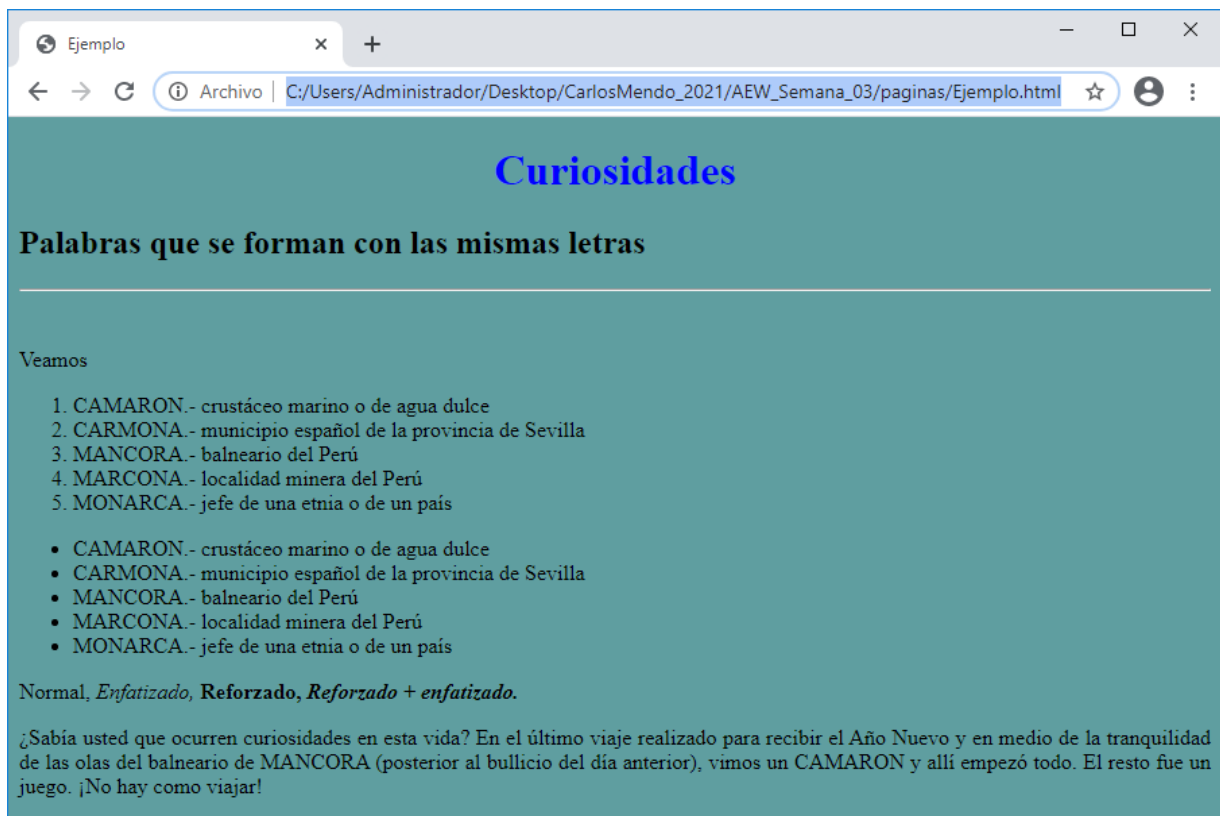 Ejemplo
Archivo | C:/Users/Administrador/Desktop/CarlosMendo_2021/AEW_Semana_03/paginas/Ejemplo.html
Curiosidades
Palabras que se forman con las mismas letras
Veamos
1. CAMARON.- crustáceo marino o de agua dulce
2. CARMONA.- municipio español de la provincia de Sevilla
3. MANCORA.- balneario del Perú
4. MARCONA.- localidad minera del Perú
5. MONARCA.- jefe de una etnia o de un país
• CAMARON.- crustáceo marino o de agua dulce
• CARMONA.- municipio español de la provincia de Sevilla
• MANCORA.- balneario del Perú
• MARCONA.- localidad minera del Perú
• MONARCA.- jefe de una etnia o de un país
Normal, Enfatizado, Reforzado, Reforzado + enfatizado.
¿Sabía usted que ocurren curiosidades en esta vida? En el último viaje realizado para recibir el Año Nuevo y en medio de la tranquilidad
de las olas del balneario de MANCORA (posterior al bullicio del día anterior), vimos un CAMARON y allí empezó todo. El resto fue un
juego. ¡No hay como viajar!